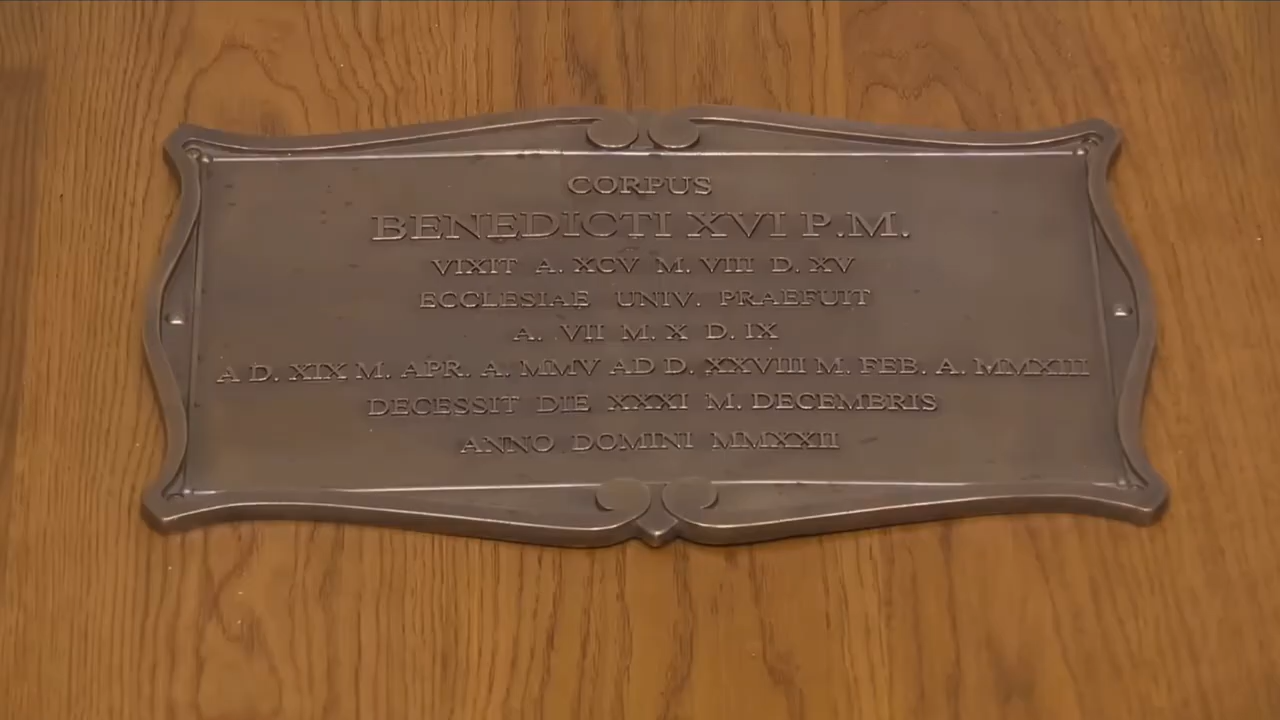 CORPUS
BENEDICTI XVI P.M.
VIXIT A. XCV M. VIII D. XV
ECCLESIAE UNIV. PRAEFUIT
A. VII M. X D. IX
A D. XIX M. APR. A. MMV AD D. XXVIII M. FEB. A. MMXIII
DECESSIT DIE XXXI M. DECEMBRIS
ANNO DOMINI MMXXII